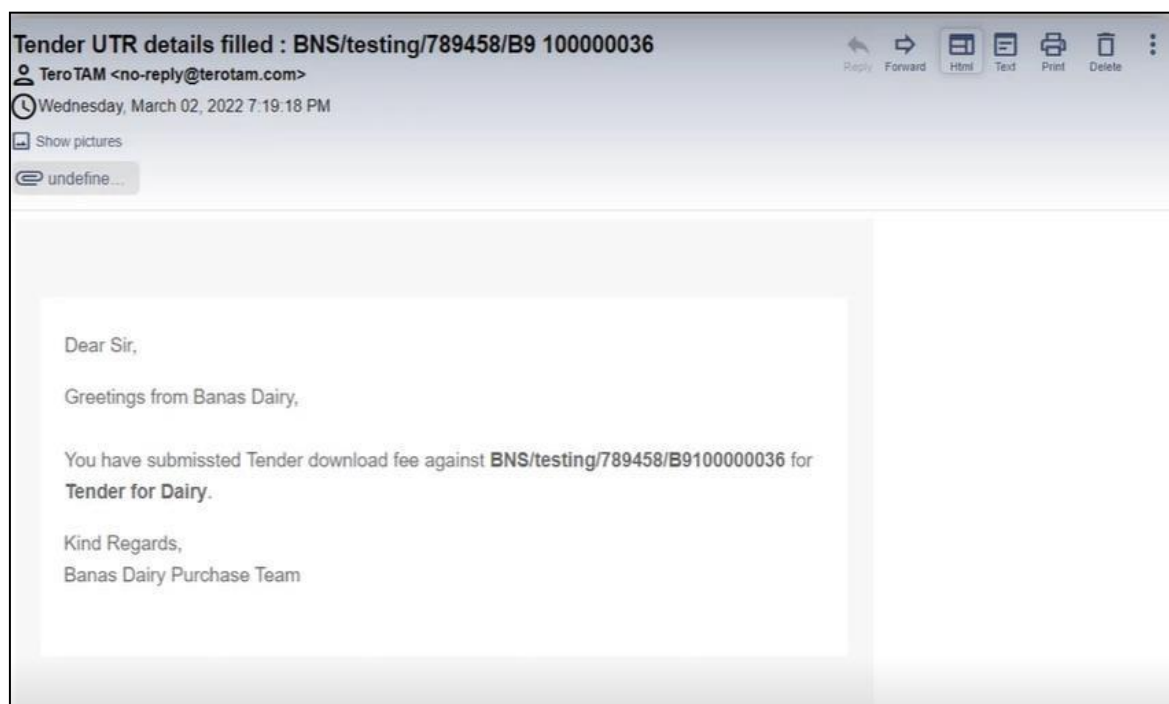 Tender UTR details filled : BNS/testing/789458/B9 100000036
Reply Forward Html Text Print Delete
TeroTAM <no-reply@terotam.com>
Wednesday, March 02, 2022 7:19:18 PM
Show pictures
undefine...
Dear Sir,
Greetings from Banas Dairy,
You have submissted Tender download fee against BNS/testing/789458/B9100000036 for
Tender for Dairy.
Kind Regards,
Banas Dairy Purchase Team